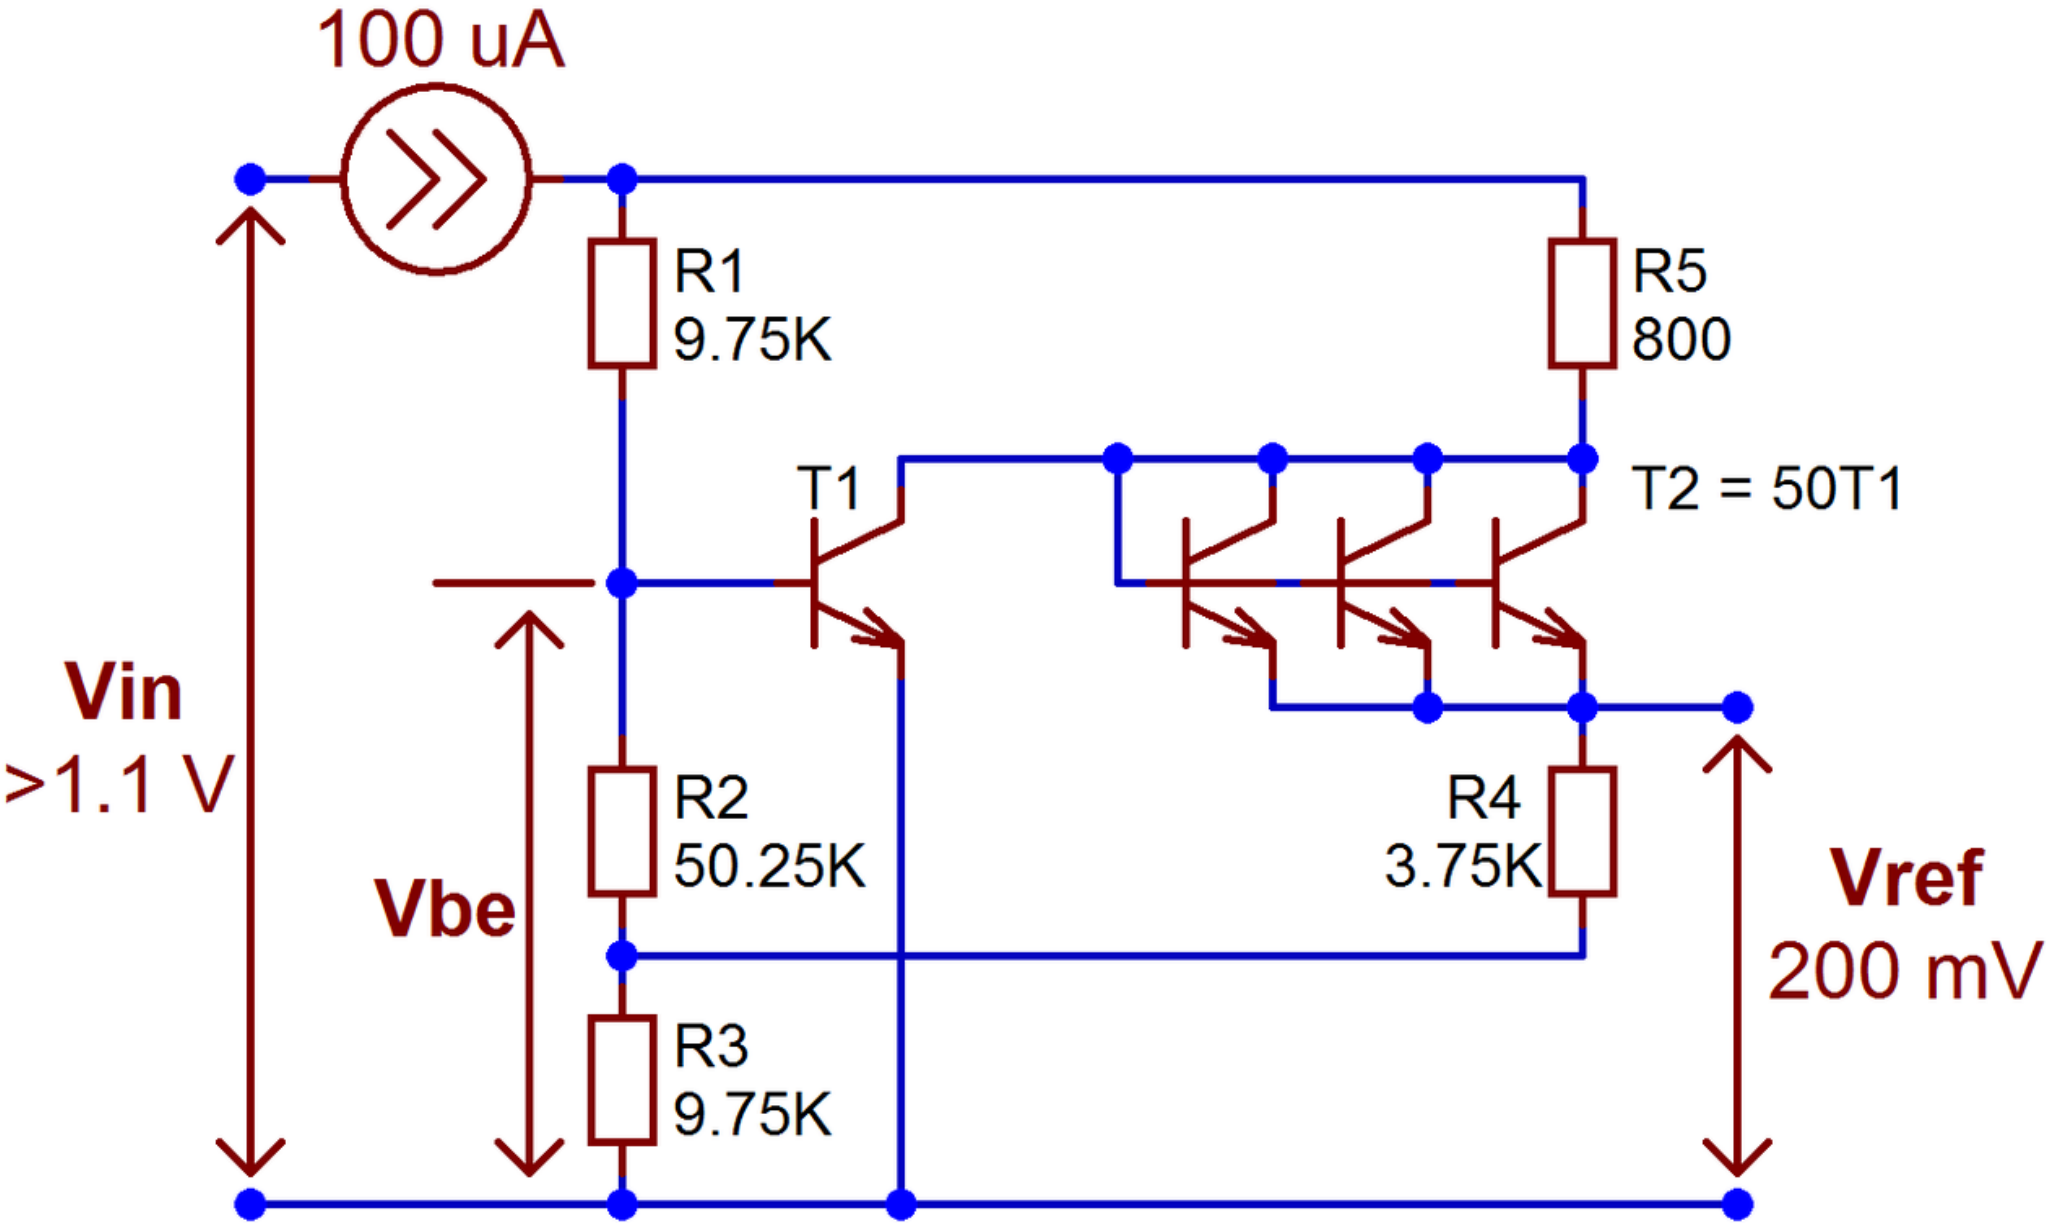 100 uA
R1
9.75K
R5
800
T1
T2 = 50T1
Vin
>1.1 V
Vbe
R2
50.25K
R4
3.75K
Vref
200 mV
R3
9.75K